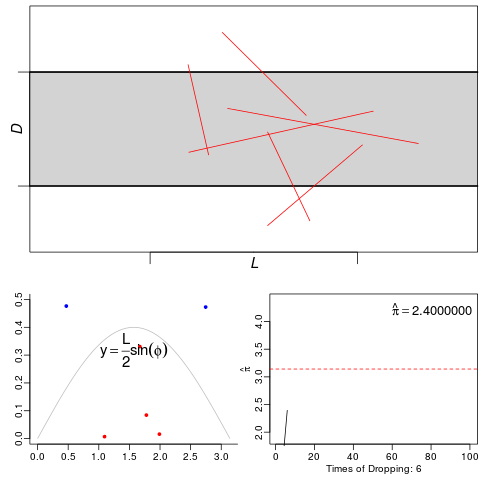 D
L
0.5
0.4
0.3
0.2
0.1
0.0
y = L/2 sin(ϕ)
0.0 0.5 1.0 1.5 2.0 2.5 3.0
π̂ = 2.4000000
4.0
3.5
3.0
2.5
2.0
π̂
0 20 40 60 80 100
Times of Dropping: 6